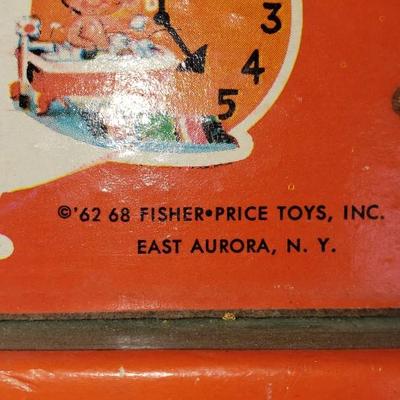 3
4
5
©'62 68 FISHER•PRICE TOYS, INC.
EAST AURORA, N. Y.